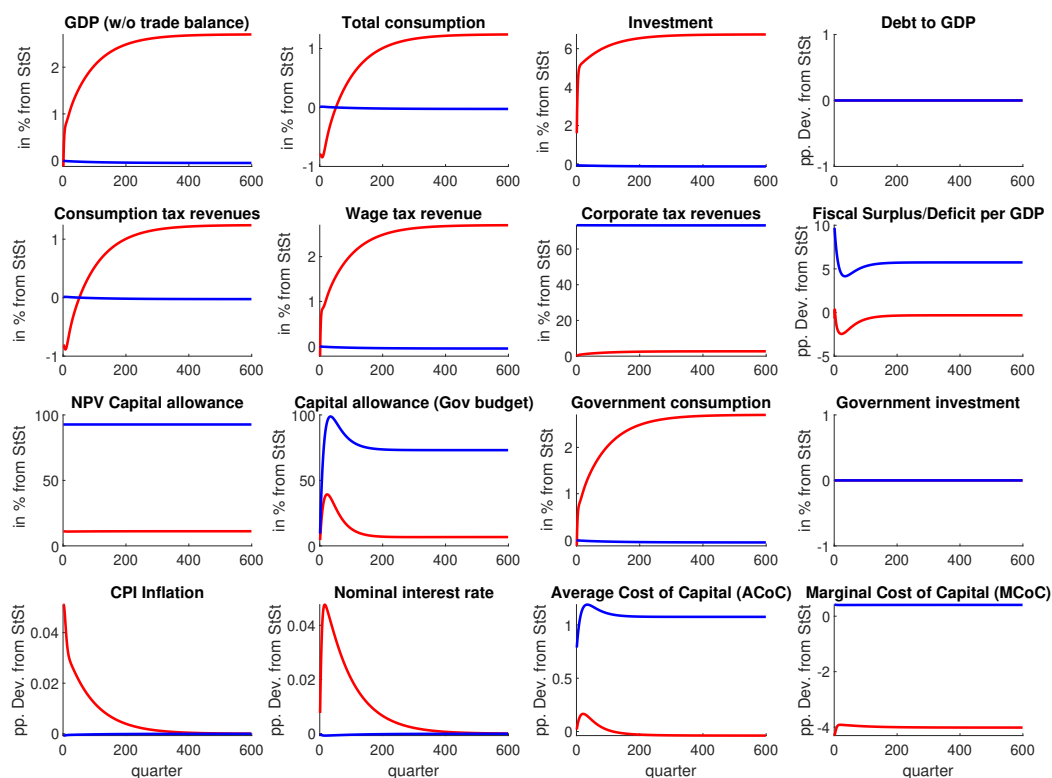 GDP (w/o trade balance)
in % from StSt
2
1
0
0 200 400 600
Total consumption
in % from StSt
1
0
-1
0 200 400 600
Investment
in % from StSt
6
4
2
0
0 200 400 600
Debt to GDP
pp. Dev. from StSt
1
0
-1
0 200 400 600
Consumption tax revenues
in % from StSt
1
0
-1
0 200 400 600
Wage tax revenue
in % from StSt
2
1
0
0 200 400 600
Corporate tax revenues
in % from StSt
60
40
20
0
0 200 400 600
Fiscal Surplus/Deficit per GDP
pp. Dev. from StSt
10
5
0
-5
0 200 400 600
NPV Capital allowance
in % from StSt
100
50
0
0 200 400 600
Capital allowance (Gov budget)
in % from StSt
100
50
0
0 200 400 600
Government consumption
in % from StSt
2
1
0
0 200 400 600
Government investment
in % from StSt
1
0
-1
0 200 400 600
CPI Inflation
pp. Dev. from StSt
0.04
0.02
0
0 200 400 600
quarter
Nominal interest rate
pp. Dev. from StSt
0.04
0.02
0
0 200 400 600
quarter
Average Cost of Capital (ACoC)
pp. Dev. from StSt
1
0.5
0
0 200 400 600
quarter
Marginal Cost of Capital (MCoC)
pp. Dev. from StSt
0
-2
-4
0 200 400 600
quarter